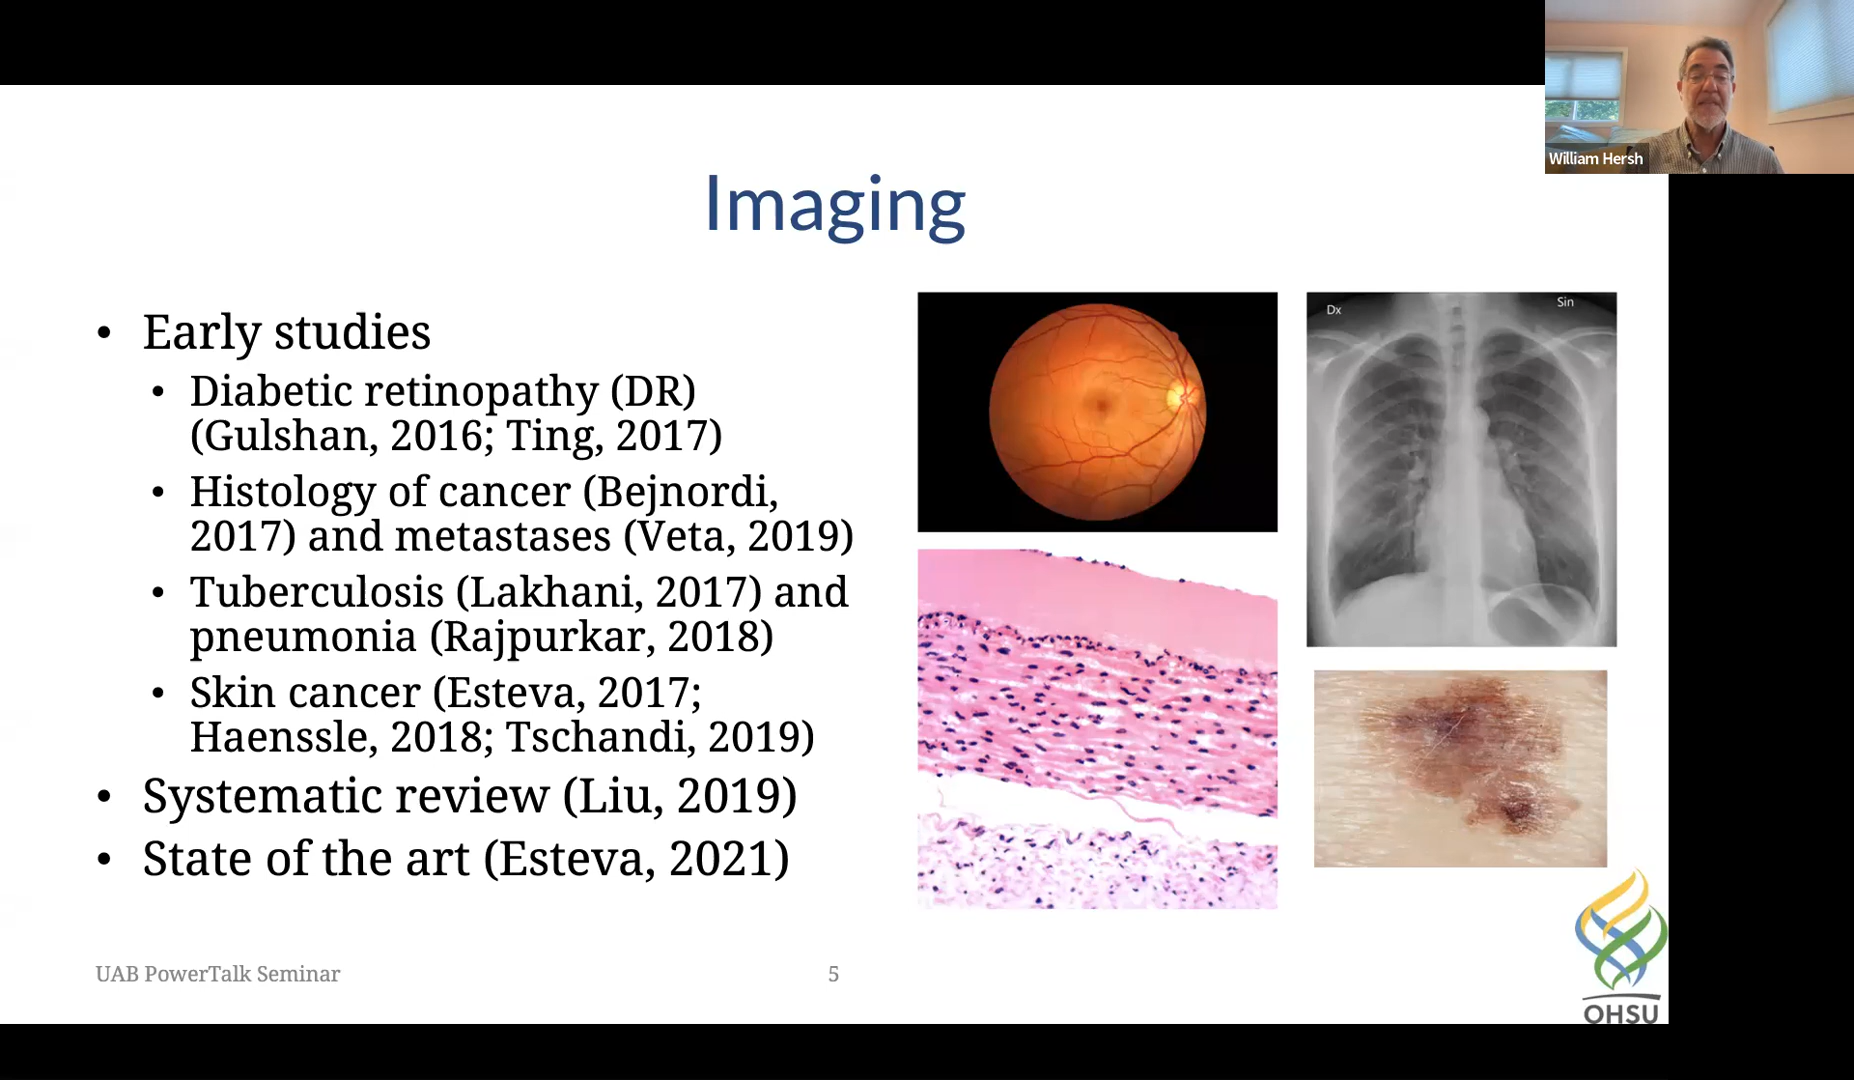 William Hersh
Imaging
• Early studies
• Diabetic retinopathy (DR)
(Gulshan, 2016; Ting, 2017)
• Histology of cancer (Bejnordi,
2017) and metastases (Veta, 2019)
• Tuberculosis (Lakhani, 2017) and
pneumonia (Rajpurkar, 2018)
• Skin cancer (Esteva, 2017;
Haenssle, 2018; Tschandi, 2019)
• Systematic review (Liu, 2019)
• State of the art (Esteva, 2021)
Dx
Sin
UAB PowerTalk Seminar
5
OHSU